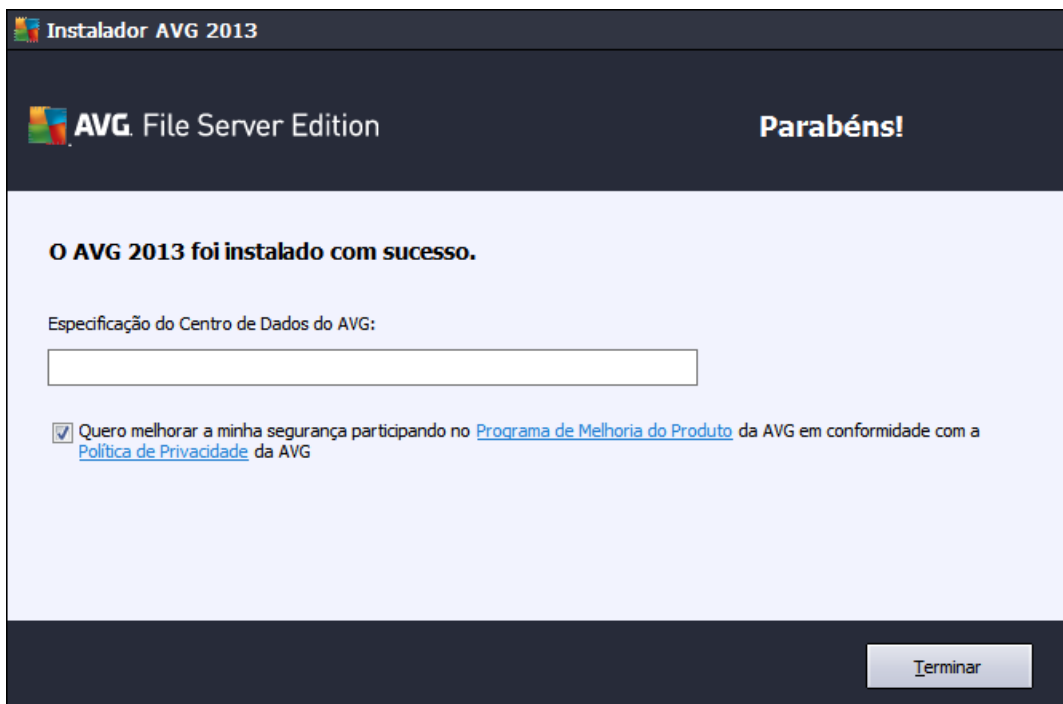 Instalador AVG 2013
AVG. File Server Edition
Parabéns!
O AVG 2013 foi instalado com sucesso.
Especificação do Centro de Dados do AVG:
Quero melhorar a minha segurança participando no Programa de Melhoria do Produto da AVG em conformidade com a
Política de Privacidade da AVG
Terminar